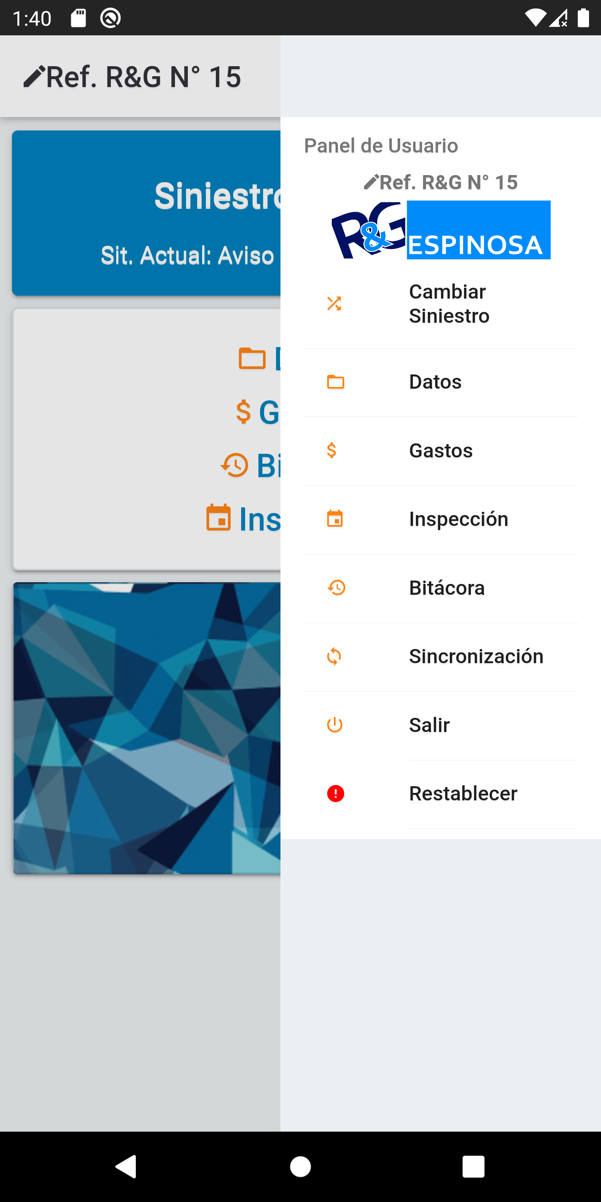 1:40
Ref. R&G N° 15
Siniestro
Sit. Actual: Aviso
G
Bi
Ins
Panel de Usuario
Ref. R&G N° 15
R&G ESPINOSA
Cambiar
Siniestro
Datos
Gastos
Inspección
Bitácora
Sincronización
Salir
Restablecer